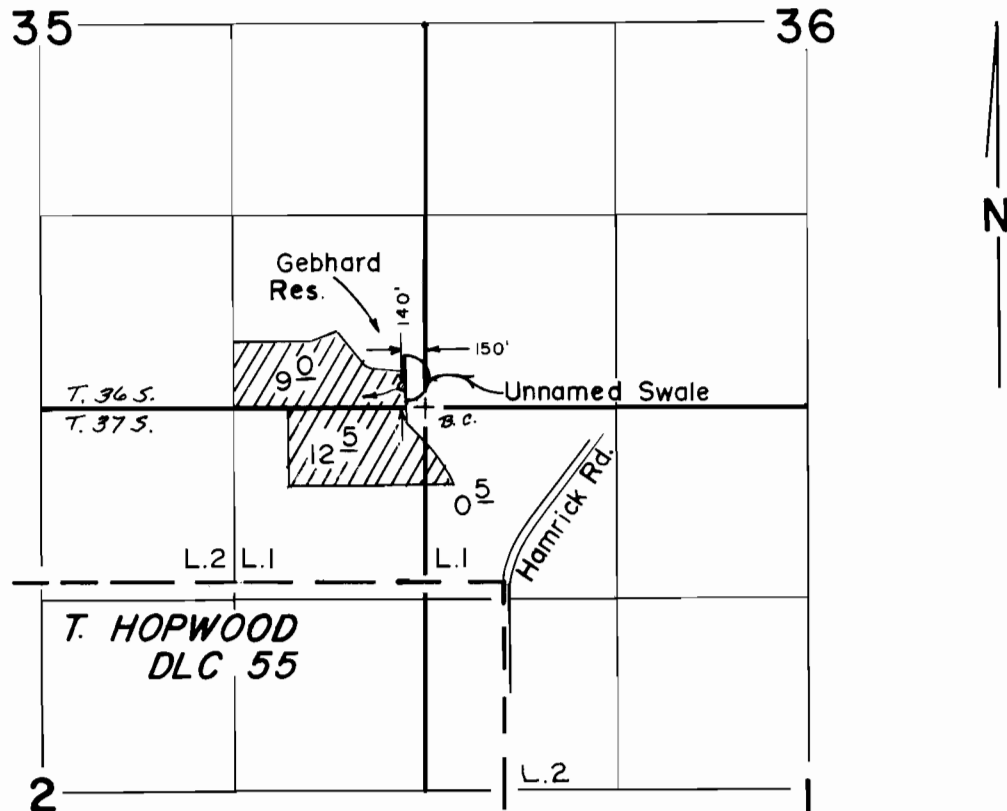 35
36
N
Gebhard
Res.
140'
150'
9 0
Unnamed Swale
T. 36 S.
T. 37 S.
B.C.
12 5
0 5
Hamrick Rd.
L.2 L.1
L.1
T. HOPWOOD
DLC 55
2
L.2